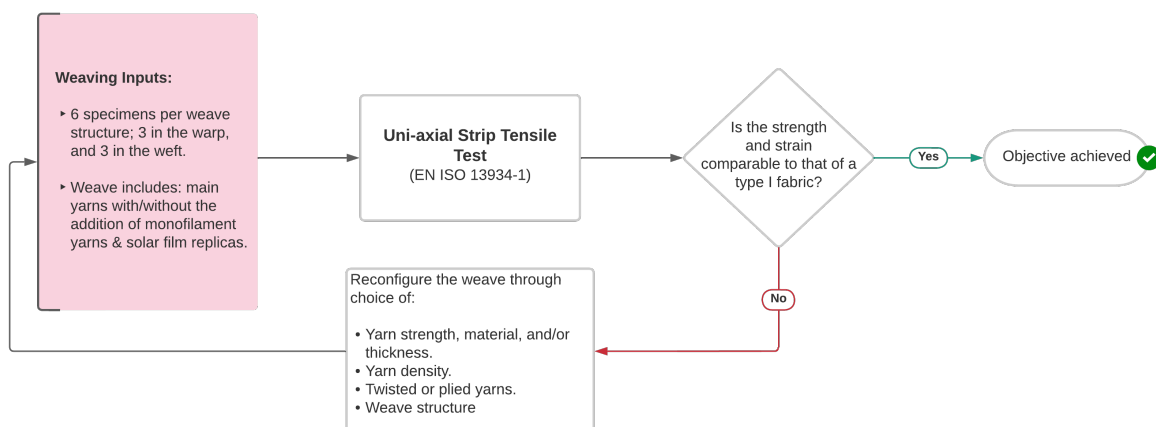 Weaving Inputs:
‣ 6 specimens per weave
structure; 3 in the warp,
and 3 in the weft.
‣ Weave includes: main
yarns with/without the
addition of monofilament
yarns & solar film replicas.
Uni-axial Strip Tensile
Test
(EN ISO 13934-1)
Is the strength
and strain
comparable to that of a
type I fabric?
Yes
Objective achieved
No
Reconfigure the weave through
choice of:
• Yarn strength, material, and/or
thickness.
• Yarn density.
• Twisted or plied yarns.
• Weave structure